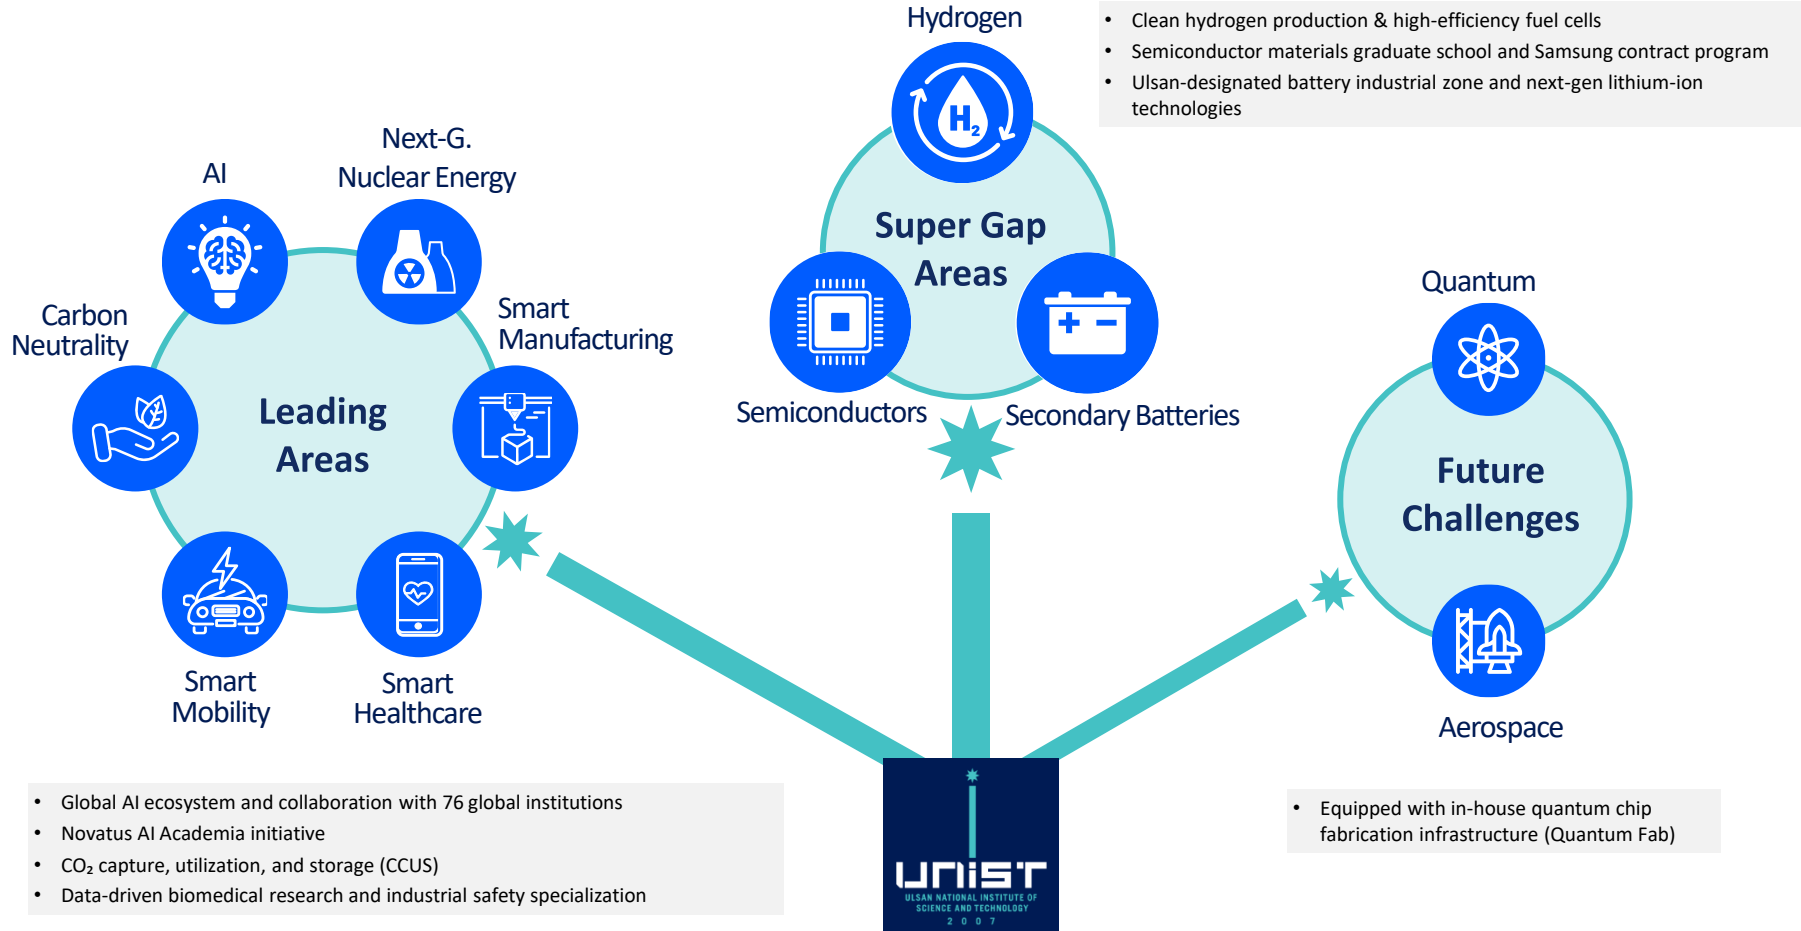 Hydrogen
H2
Super Gap
Areas
Semiconductors
Secondary Batteries
• Clean hydrogen production & high-efficiency fuel cells
• Semiconductor materials graduate school and Samsung contract program
• Ulsan-designated battery industrial zone and next-gen lithium-ion
technologies
AI
Next-G.
Nuclear Energy
Carbon
Neutrality
Smart
Manufacturing
Leading
Areas
Smart
Mobility
Smart
Healthcare
Quantum
Future
Challenges
Aerospace
• Global AI ecosystem and collaboration with 76 global institutions
• Novatus AI Academia initiative
• CO₂ capture, utilization, and storage (CCUS)
• Data-driven biomedical research and industrial safety specialization
• Equipped with in-house quantum chip
fabrication infrastructure (Quantum Fab)
UNIST
ULSAN NATIONAL INSTITUTE OF
SCIENCE AND TECHNOLOGY
2007